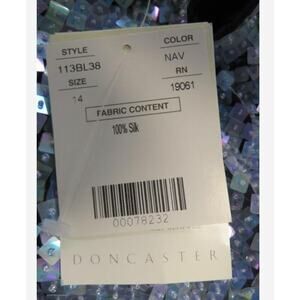 STYLE COLOR
113BL38 NAV
SIZE RN
14 19061
FABRIC CONTENT
100% Silk
00078232
DONCASTER